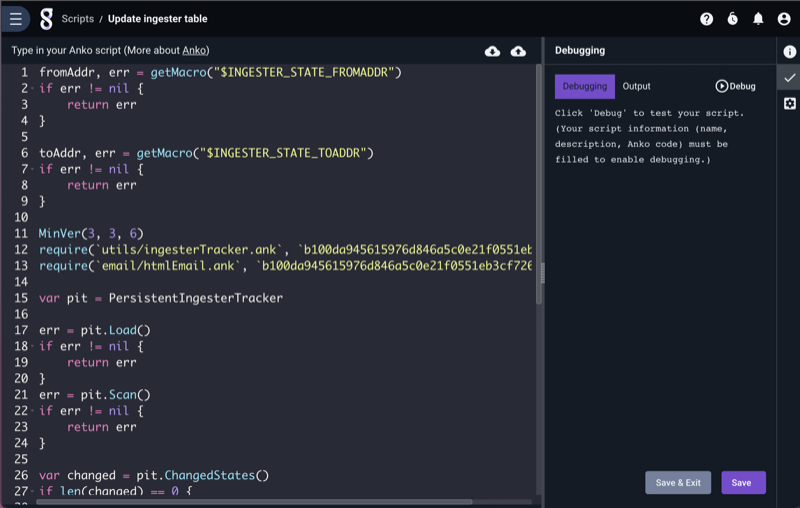 Scripts / Update ingester table
Type in your Anko script (More about Anko)
1 fromAddr, err = getMacro("$INGESTER_STATE_FROMADDR")
2 if err != nil {
3 return err
4 }
5
6 toAddr, err = getMacro("$INGESTER_STATE_TOADDR")
7 if err != nil {
8 return err
9 }
10
11 MinVer(3, 3, 6)
12 require(`utils/ingesterTracker.ank`, `b100da945615976d846a5c0e21f0551eb
13 require(`email/htmlEmail.ank`, `b100da945615976d846a5c0e21f0551eb3cf726
14
15 var pit = PersistentIngesterTracker
16
17 err = pit.Load()
18 if err != nil {
19 return err
20 }
21 err = pit.Scan()
22 if err != nil {
23 return err
24 }
25
26 var changed = pit.ChangedStates()
27 if len(changed) == 0 {
Debugging
Debugging Output Debug
Click 'Debug' to test your script.
(Your script information (name,
description, Anko code) must be
filled to enable debugging.)
Save & Exit Save